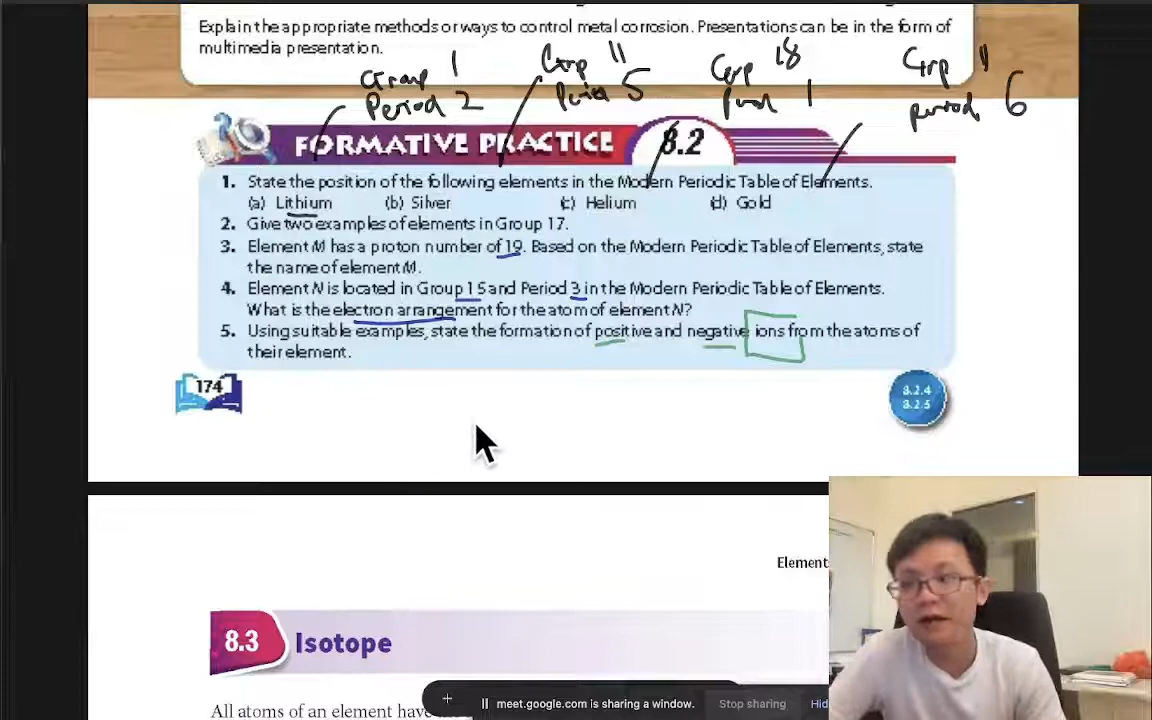 Explain the appropriate methods or ways to control metal corrosion. Presentations can be in the form of
multimedia presentation.
Group 1
Period 2
Grp 11
Period 5
Grp 18
period 1
Grp 11
period 6
FORMATIVE PRACTICE 8.2
1. State the position of the following elements in the Modern Periodic Table of Elements.
(a) Lithium (b) Silver (c) Helium (d) Gold
2. Give two examples of elements in Group 17.
3. Element M has a proton number of 19. Based on the Modern Periodic Table of Elements, state
the name of element M.
4. Element N is located in Group 15 and Period 3 in the Modern Periodic Table of Elements.
What is the electron arrangement for the atom of element N?
5. Using suitable examples, state the formation of positive and negative ions from the atoms of
their element.
174
8.2.4
8.2.5
Element
8.3 Isotope
All atoms of an element have
meet.google.com is sharing a window. Stop sharing Hid